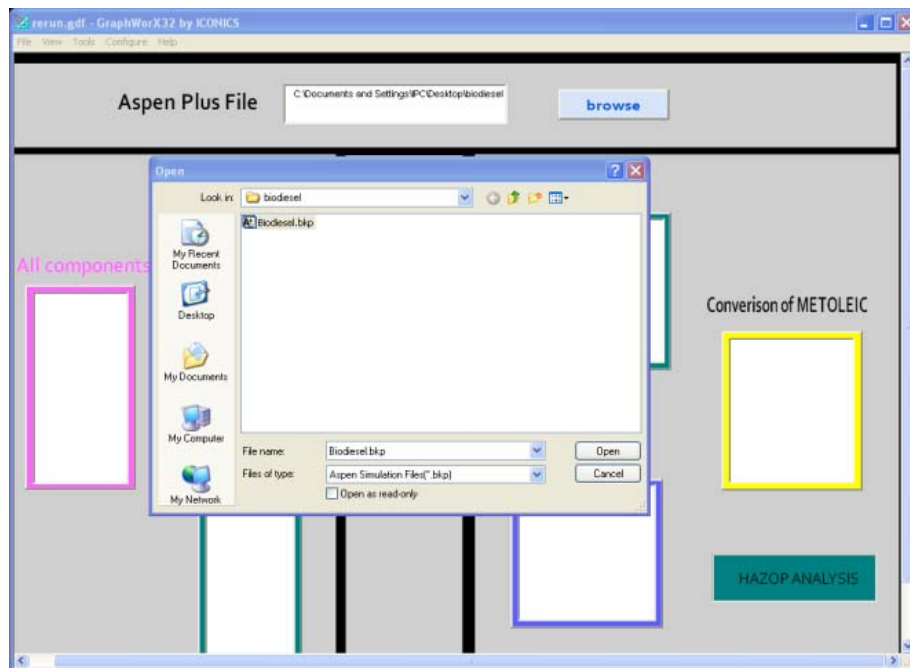 rerun.gdf - GraphWorX32 by ICONICS
File View Tools Configure Help
Aspen Plus File
C:\Documents and Settings\PC\Desktop\biodiesel
browse
Open
Look in:
biodiesel
Biodiesel.bkp
My Recent
Documents
Desktop
My Documents
My Computer
My Network
File name:
Biodiesel.bkp
Open
Files of type:
Aspen Simulation Files(*.bkp)
Cancel
Open as read-only
All components
Converison of METOLEIC
HAZOP ANALYSIS